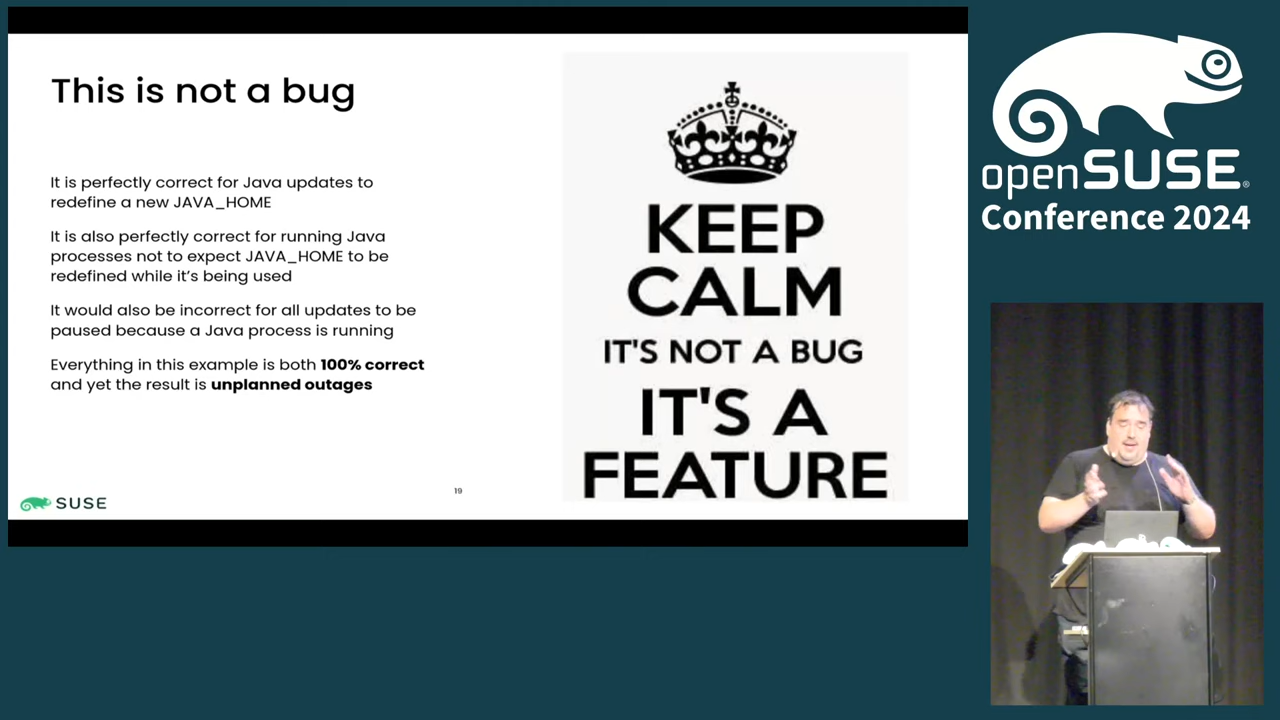 This is not a bug
It is perfectly correct for Java updates to
redefine a new JAVA_HOME
It is also perfectly correct for running Java
processes not to expect JAVA_HOME to be
redefined while it’s being used
It would also be incorrect for all updates to be
paused because a Java process is running
Everything in this example is both 100% correct
and yet the result is unplanned outages
SUSE
19
KEEP
CALM
IT'S NOT A BUG
IT'S A
FEATURE
openSUSE®
Conference 2024